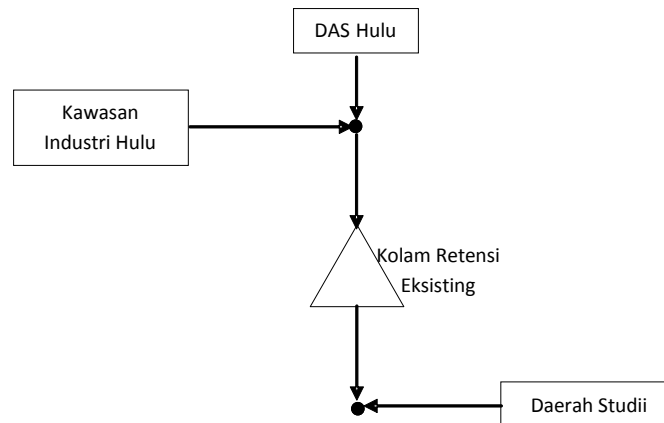 DAS Hulu
Kawasan
Industri Hulu
Kolam Retensi
Eksisting
Daerah Studii